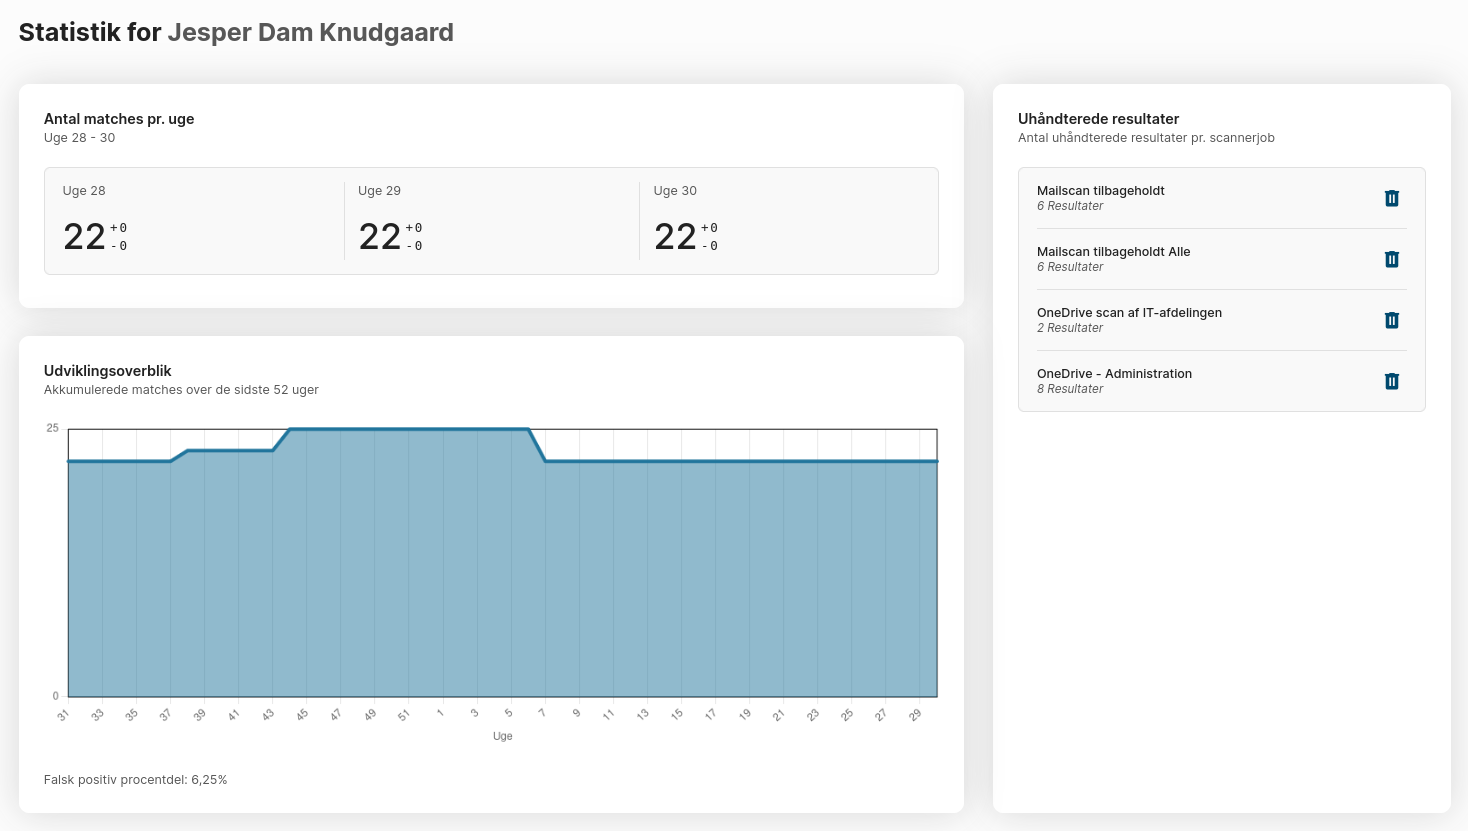 Statistik for Jesper Dam Knudgaard
Antal matches pr. uge
Uge 28 - 30
Uge 28
22 +0
-0
Uge 29
22 +0
-0
Uge 30
22 +0
-0
Udviklingsoverblik
Akkumulerede matches over de sidste 52 uger
25
0
31 33 35 37 39 41 43 45 47 49 51 1 3 5 7 9 11 13 15 17 19 21 23 25 27 29
Uge
Falsk positiv procentdel: 6,25%
Uhåndterede resultater
Antal uhåndterede resultater pr. scannerjob
Mailscan tilbageholdt
6 Resultater
Mailscan tilbageholdt Alle
6 Resultater
OneDrive scan af IT-afdelingen
2 Resultater
OneDrive - Administration
8 Resultater